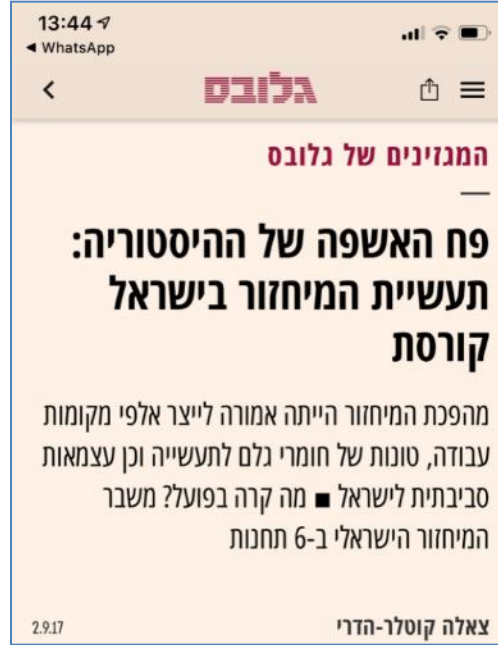 13:44
WhatsApp
גלובס
המגזינים של גלובס
פח האשפה של ההיסטוריה:
תעשיית המיחזור בישראל
קורסת
מהפכת המיחזור הייתה אמורה לייצר אלפי מקומות
עבודה, טונות של חומרי גלם לתעשייה וכן עצמאות
סביבתית לישראל ■ מה קרה בפועל? משבר
המיחזור הישראלי ב-6 תחנות
צאלה קוטלר-הדרי
2.9.17